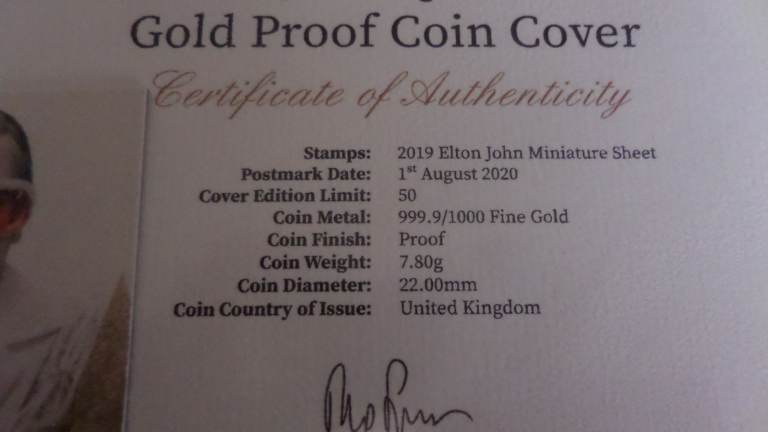 Gold Proof Coin Cover
Certificate of Authenticity
Stamps: 2019 Elton John Miniature Sheet
Postmark Date: 1st August 2020
Cover Edition Limit: 50
Coin Metal: 999.9/1000 Fine Gold
Coin Finish: Proof
Coin Weight: 7.80g
Coin Diameter: 22.00mm
Coin Country of Issue: United Kingdom